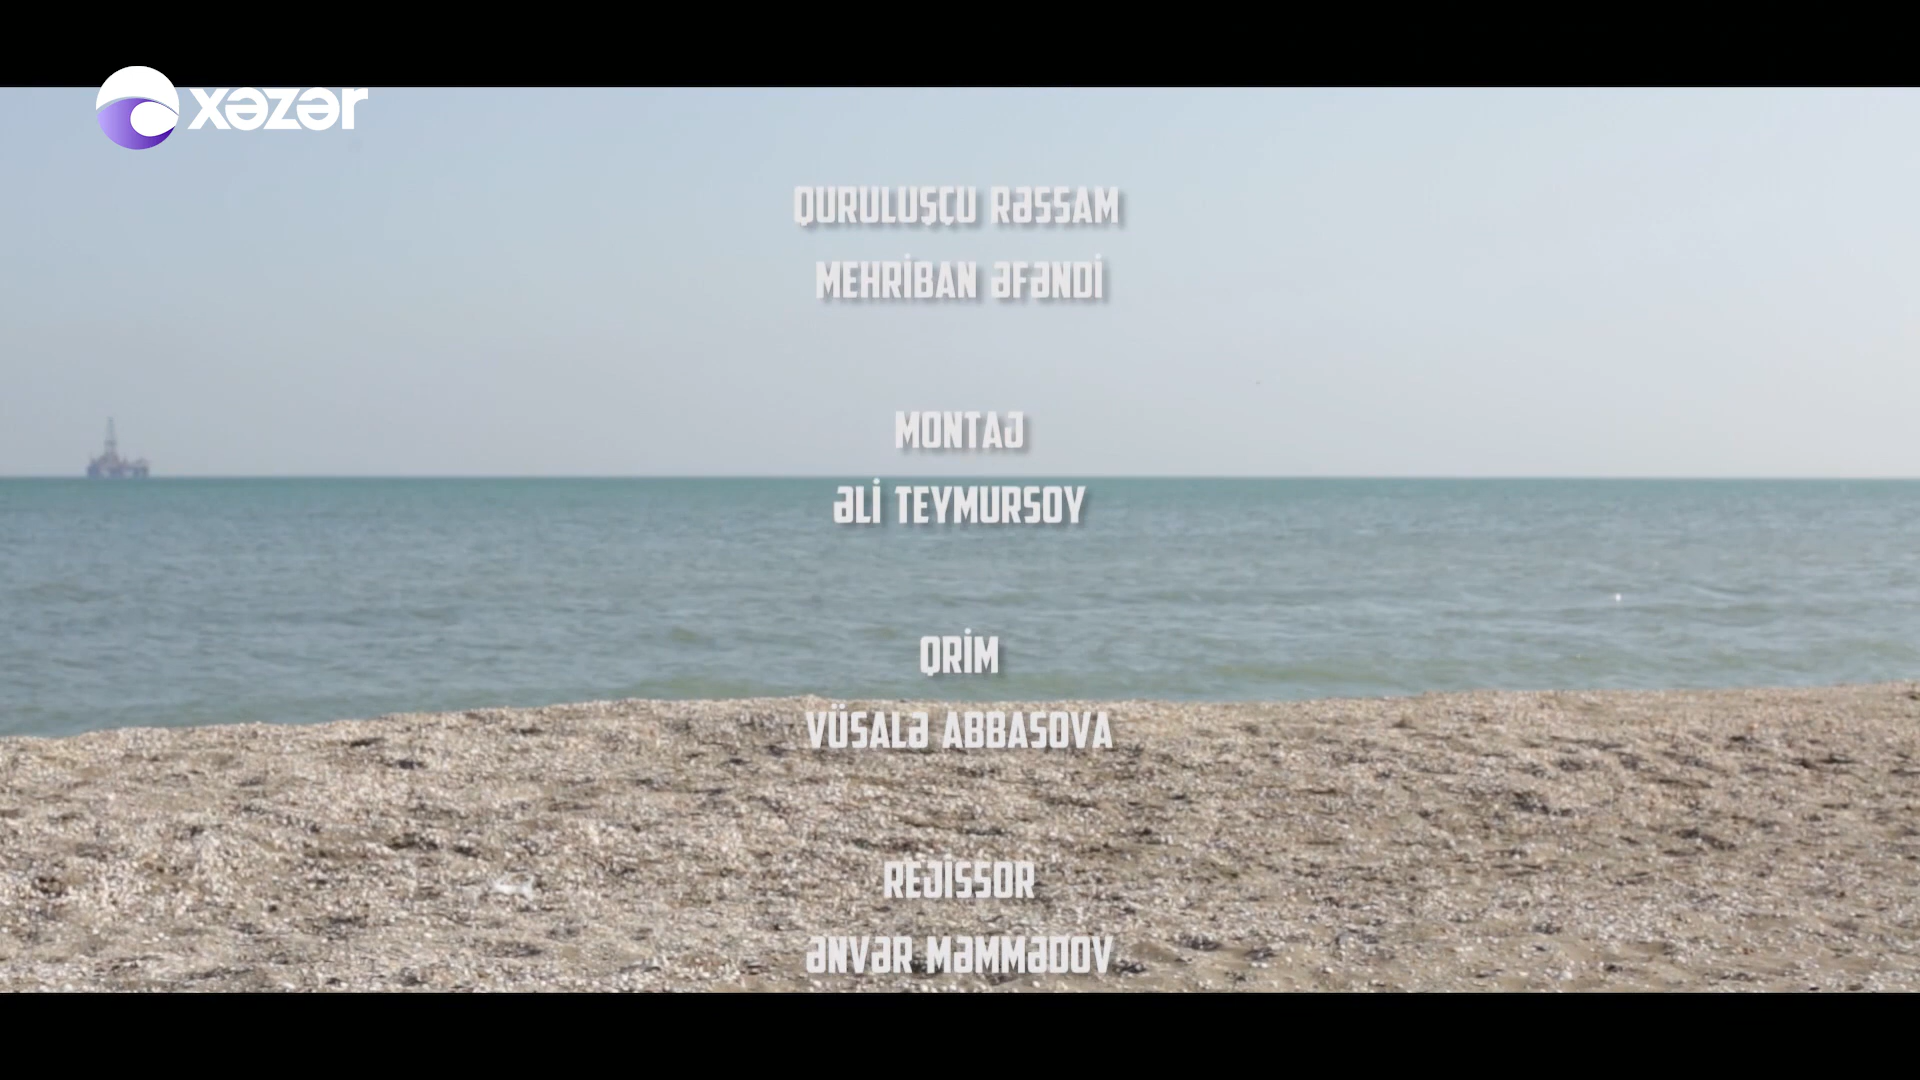 xəzər
QURULUŞÇU RƏSSAM
MEHRİBAN ƏFƏNDİ
MONTAJ
ƏLİ TEYMURSOY
QRİM
VÜSALƏ ABBASOVA
REJİSSOR
ƏNVƏR MƏMMƏDOV